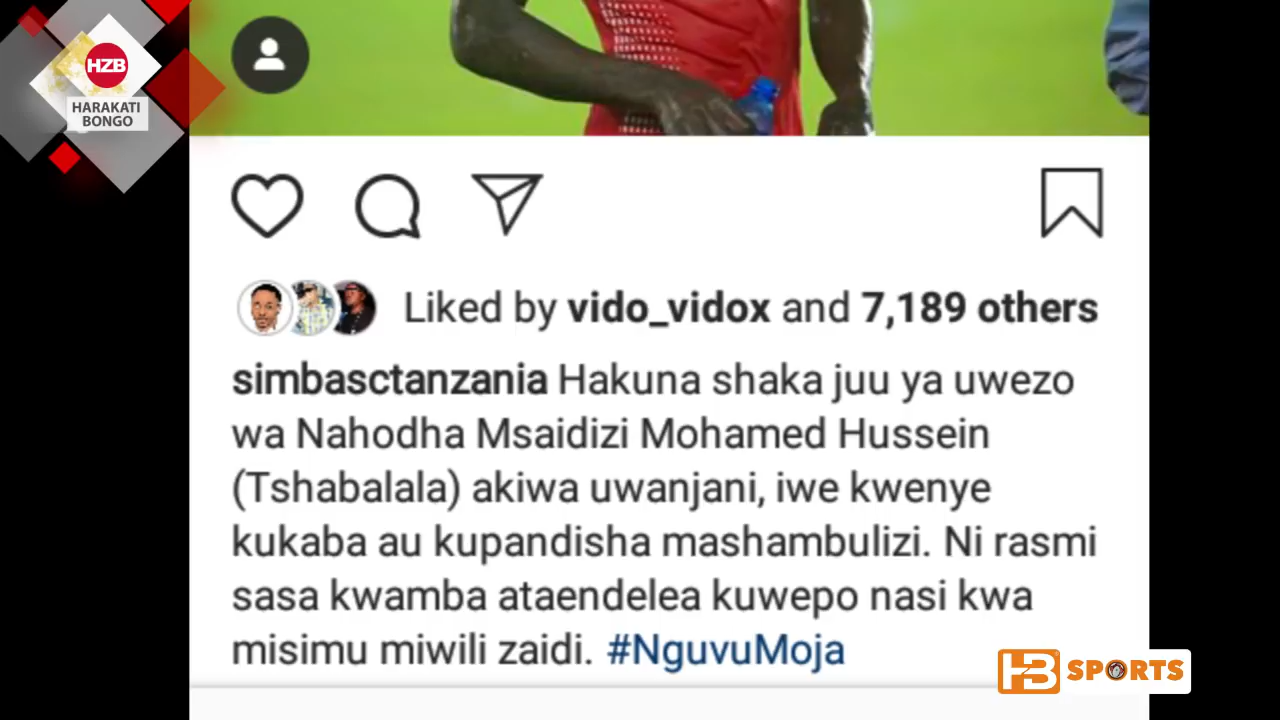 HZB
HARAKATI
BONGO
Liked by vido_vidox and 7,189 others
simbasctanzania Hakuna shaka juu ya uwezo
wa Nahodha Msaidizi Mohamed Hussein
(Tshabalala) akiwa uwanjani, iwe kwenye
kukaba au kupandisha mashambulizi. Ni rasmi
sasa kwamba ataendelea kuwepo nasi kwa
misimu miwili zaidi. #NguvuMoja
HB SPORTS